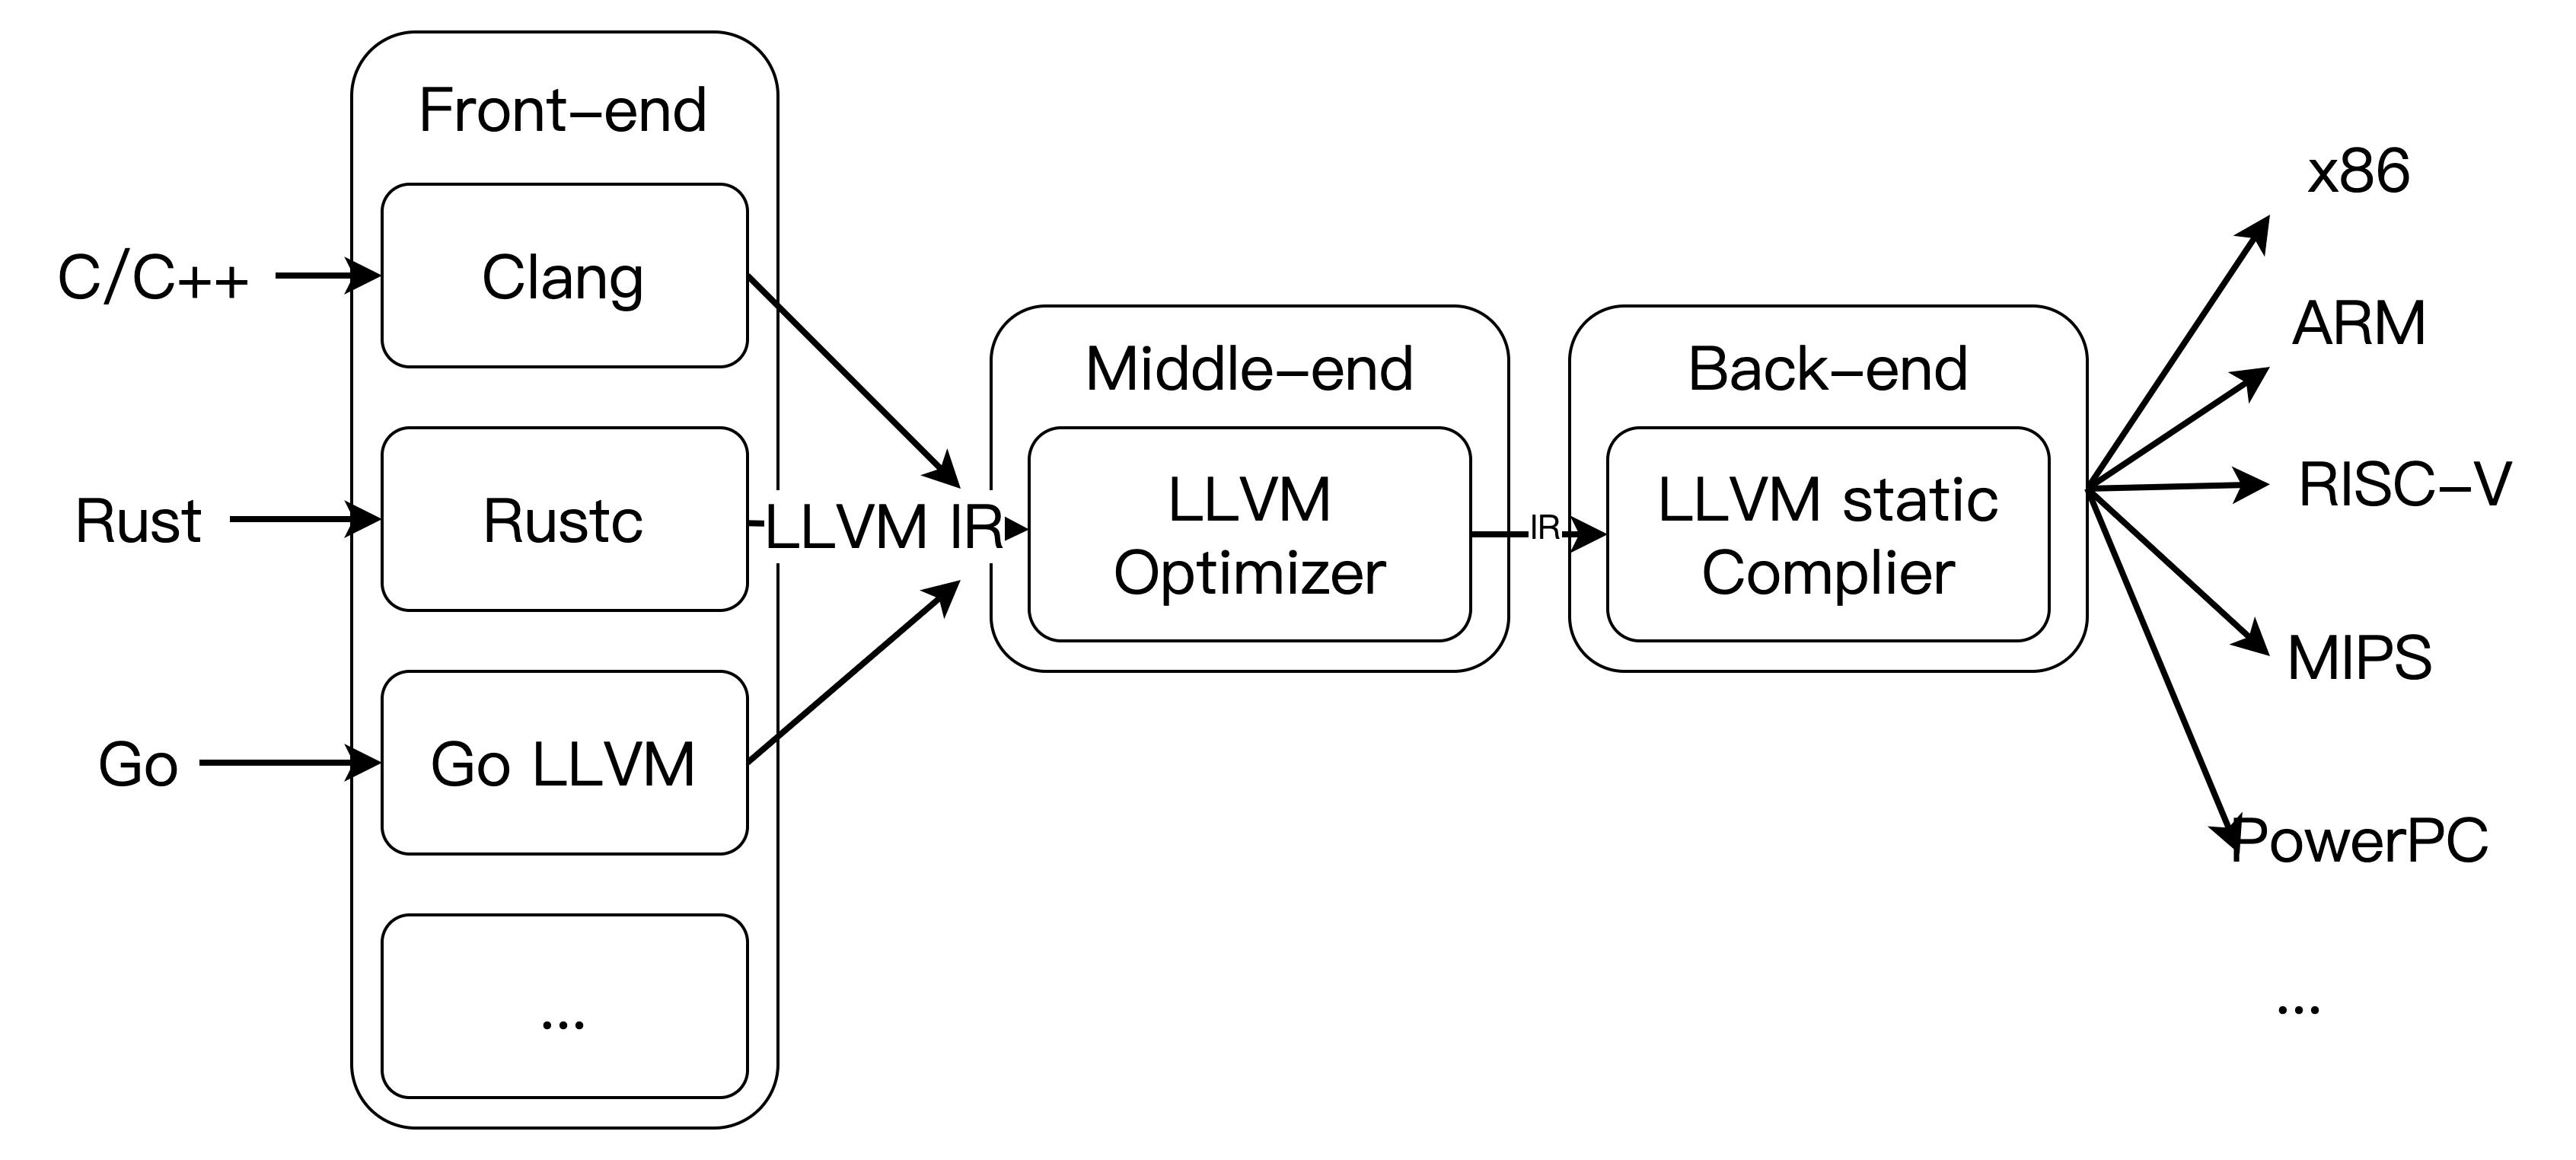 Front-end
C/C++
Clang
Rust
Rustc
Go
Go LLVM
...
LLVM IR
Middle-end
LLVM
Optimizer
IR
Back-end
LLVM static
Complier
x86
ARM
RISC-V
MIPS
PowerPC
...